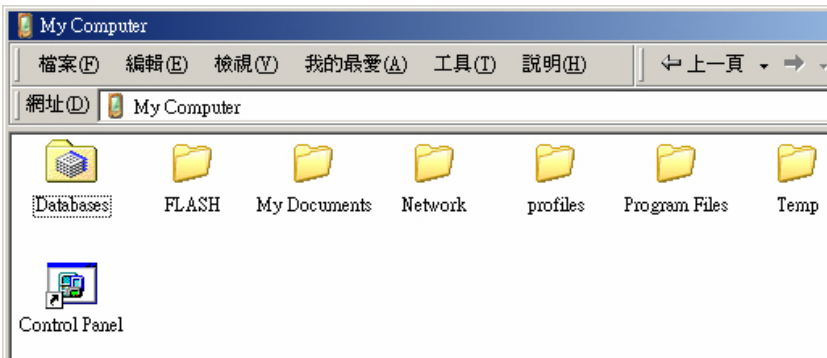 My Computer
檔案(F) 編輯(E) 檢視(V) 我的最愛(A) 工具(T) 說明(H) 上一頁
網址(D) My Computer
Databases FLASH My Documents Network profiles Program Files Temp
Control Panel